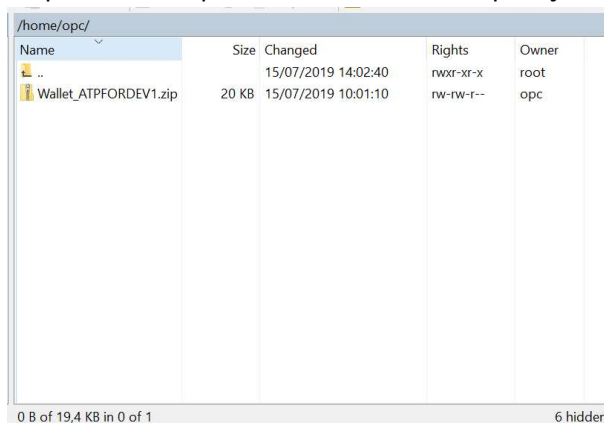 /home/opc/
Name Size Changed Rights Owner
.. 15/07/2019 14:02:40 rwxr-xr-x root
Wallet_ATPFORDEV1.zip 20 KB 15/07/2019 10:01:10 rw-rw-r-- opc
0 B of 19,4 KB in 0 of 1 6 hidden